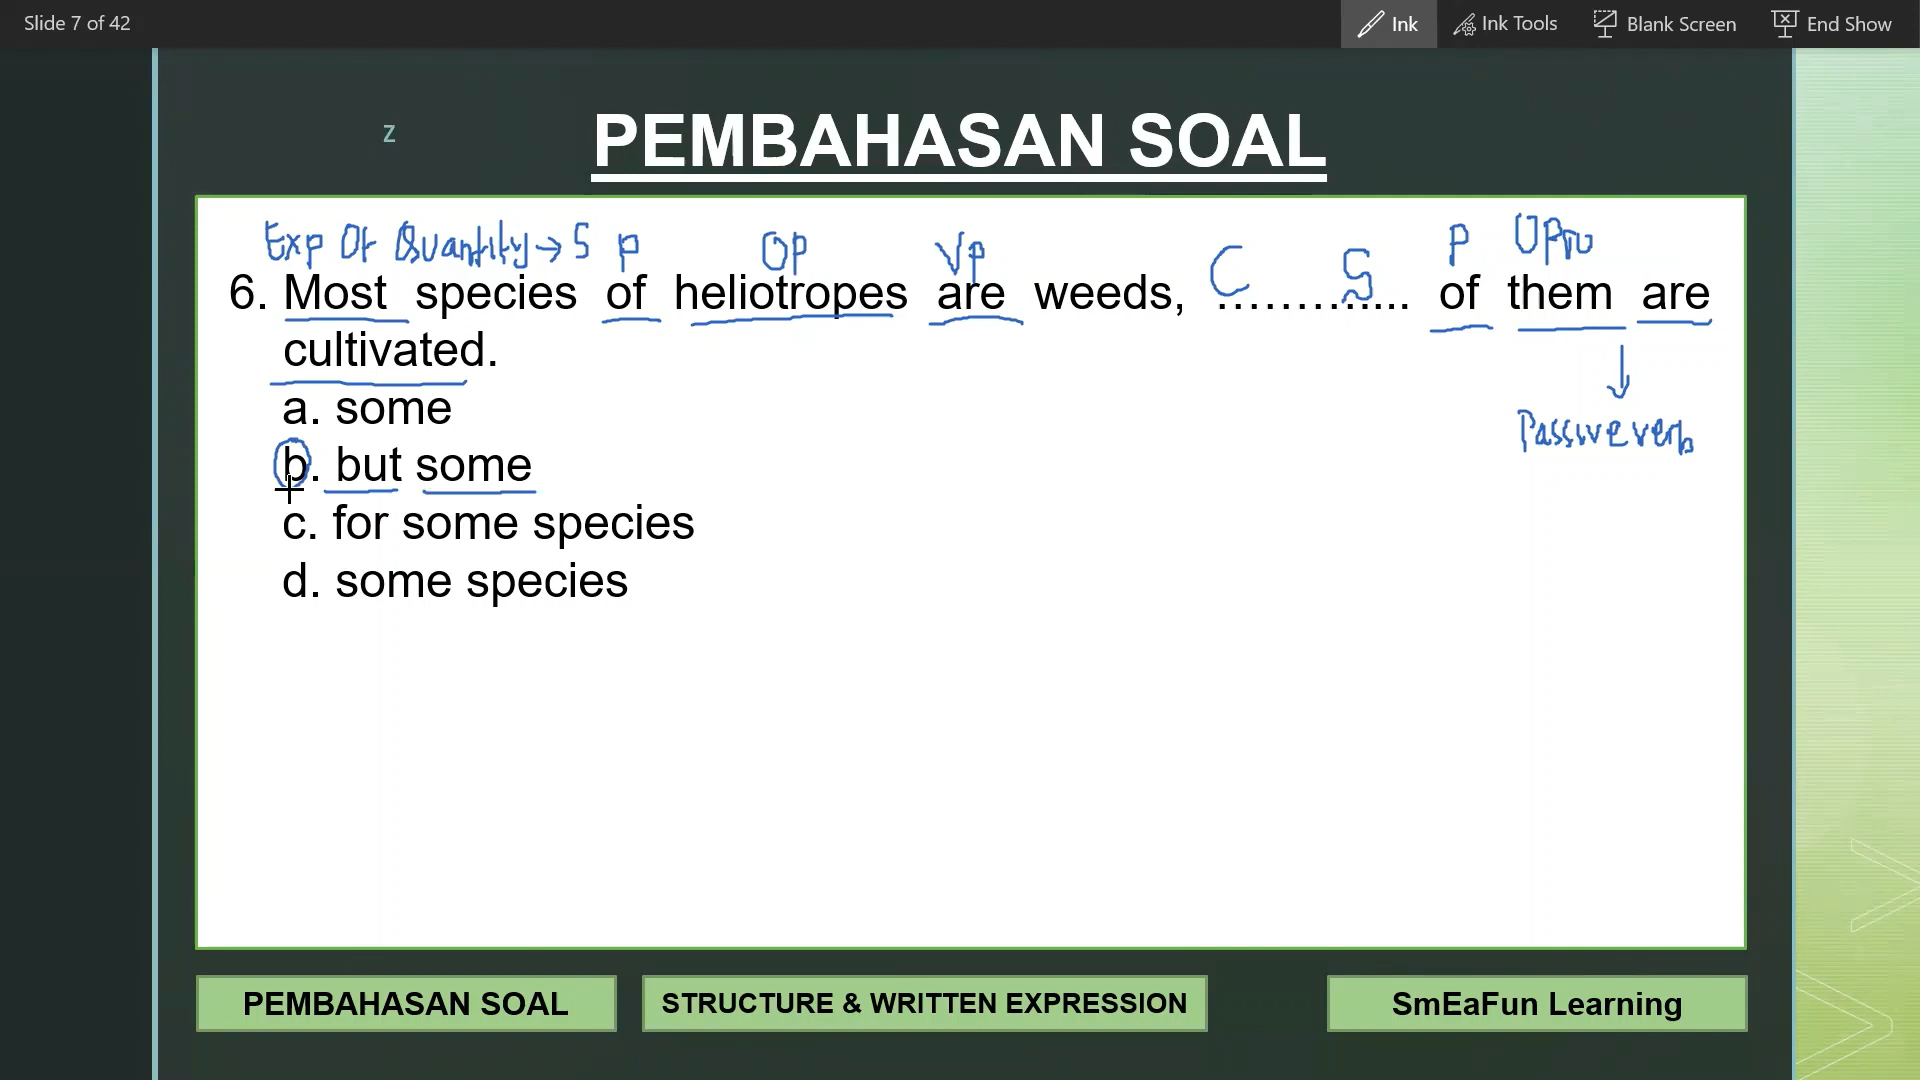 Slide 7 of 42
Ink Ink Tools Blank Screen End Show
z
PEMBAHASAN SOAL
Exp Of Quantity → S P OP Vp C S P OPro
6. Most species of heliotropes are weeds, ............... of them are
cultivated.
a. some
Passive verb
b. but some
c. for some species
d. some species
PEMBAHASAN SOAL
STRUCTURE & WRITTEN EXPRESSION
SmEaFun Learning